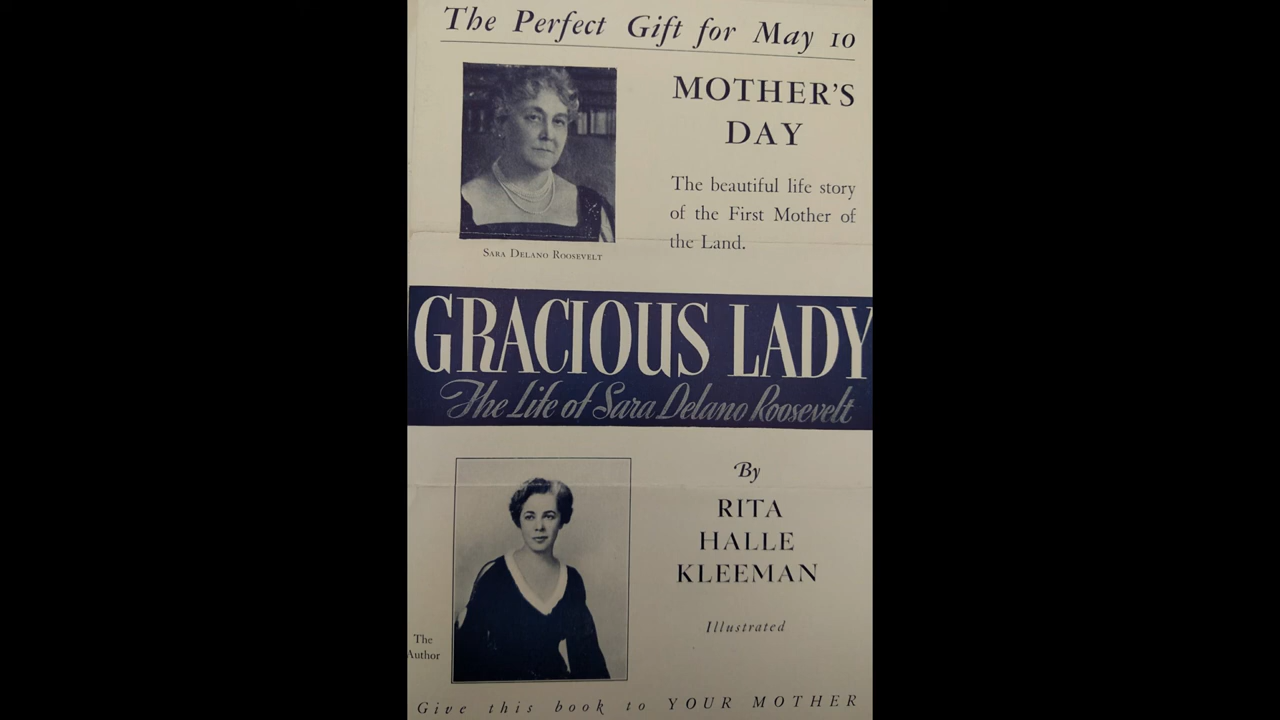 The Perfect Gift for May 10
MOTHER'S
DAY
The beautiful life story
of the First Mother of
the Land.
SARA DELANO ROOSEVELT
GRACIOUS LADY
The Life of Sara Delano Roosevelt
By
RITA
HALLE
KLEEMAN
Illustrated
The
Author
Give this book to YOUR MOTHER